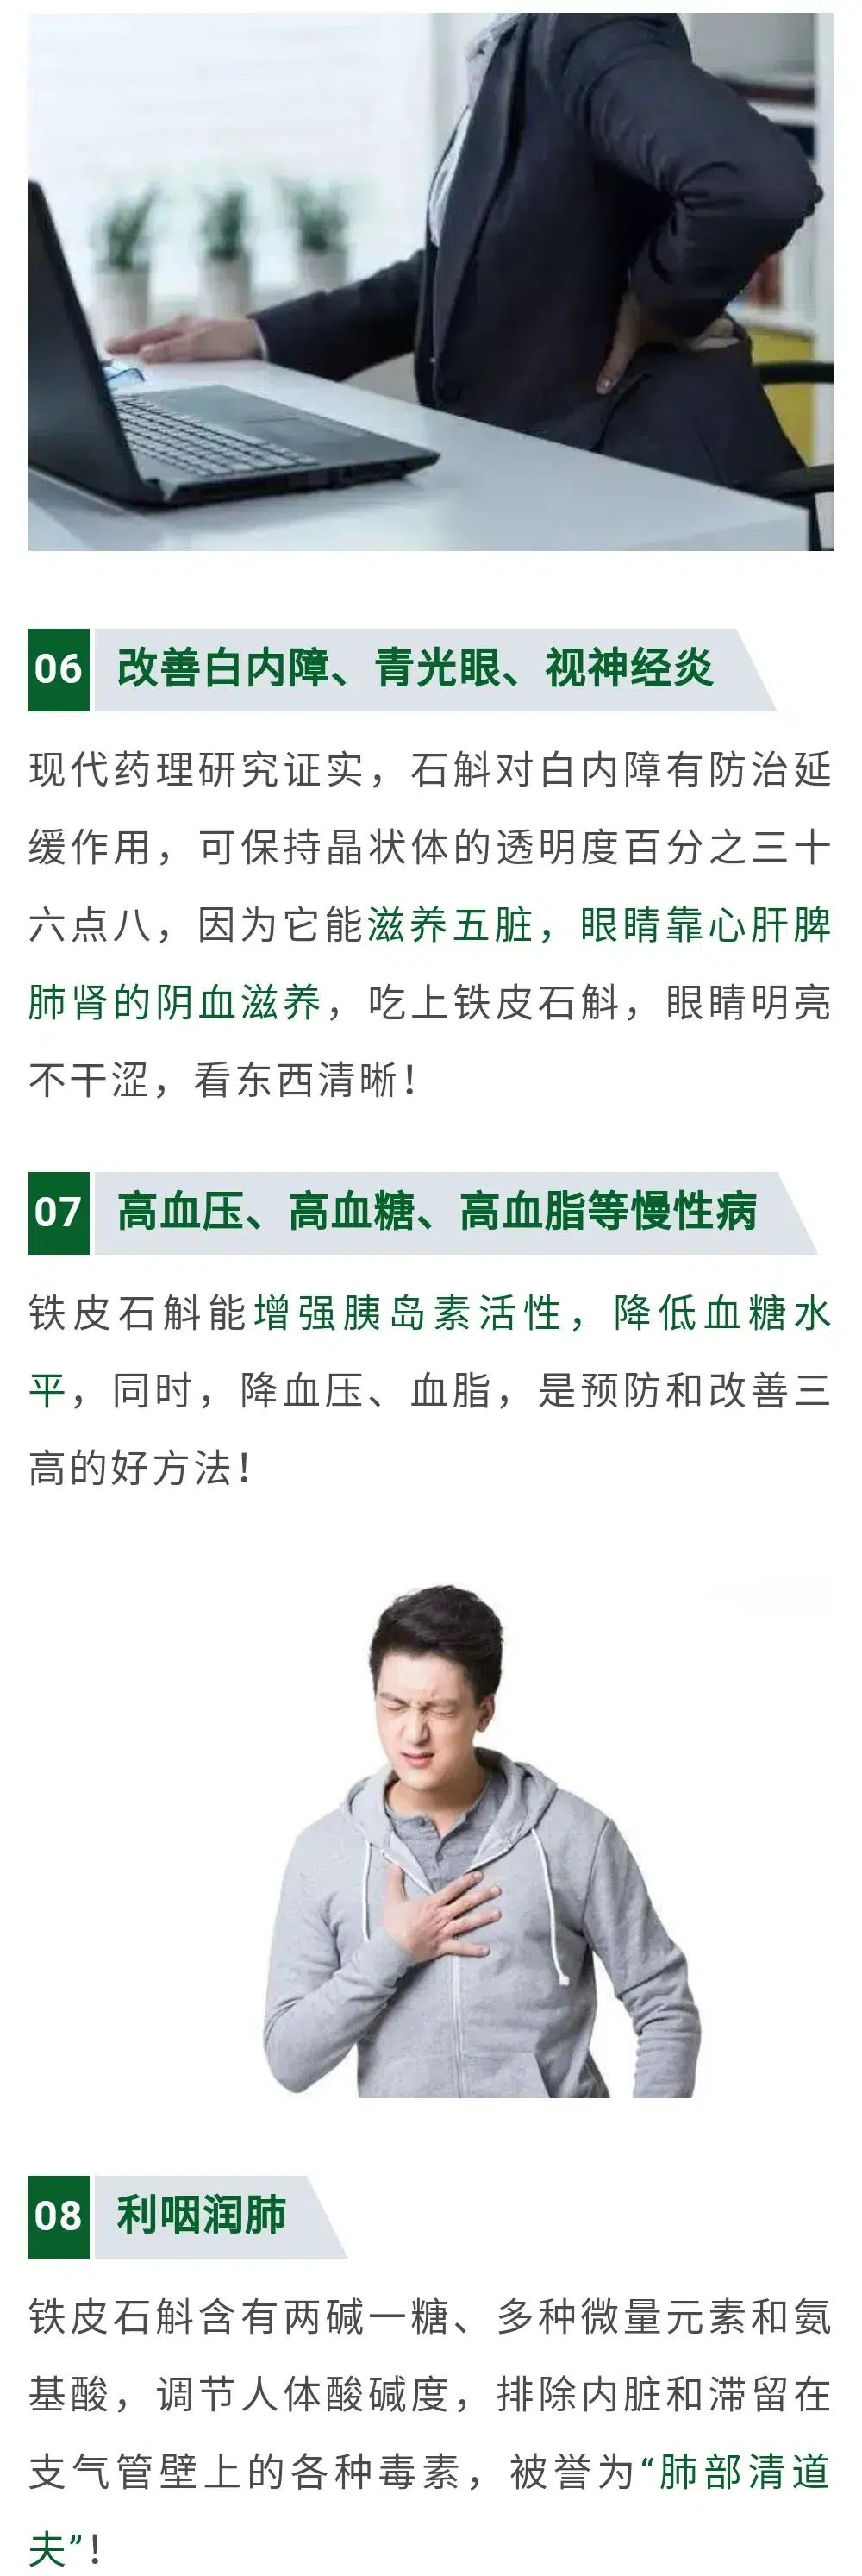 06 改善白内障、青光眼、视神经炎
现代药理研究证实，石斛对白内障有防治延
缓作用，可保持晶状体的透明度百分之三十
六点八，因为它能滋养五脏，眼睛靠心肝脾
肺肾的阴血滋养，吃上铁皮石斛，眼睛明亮
不干涩，看东西清晰！
07 高血压、高血糖、高血脂等慢性病
铁皮石斛能增强胰岛素活性，降低血糖水
平，同时，降血压、血脂，是预防和改善三
高的好方法！
08 利咽润肺
铁皮石斛含有两碱一糖、多种微量元素和氨
基酸，调节人体酸碱度，排除内脏和滞留在
支气管壁上的各种毒素，被誉为“肺部清道
夫”！